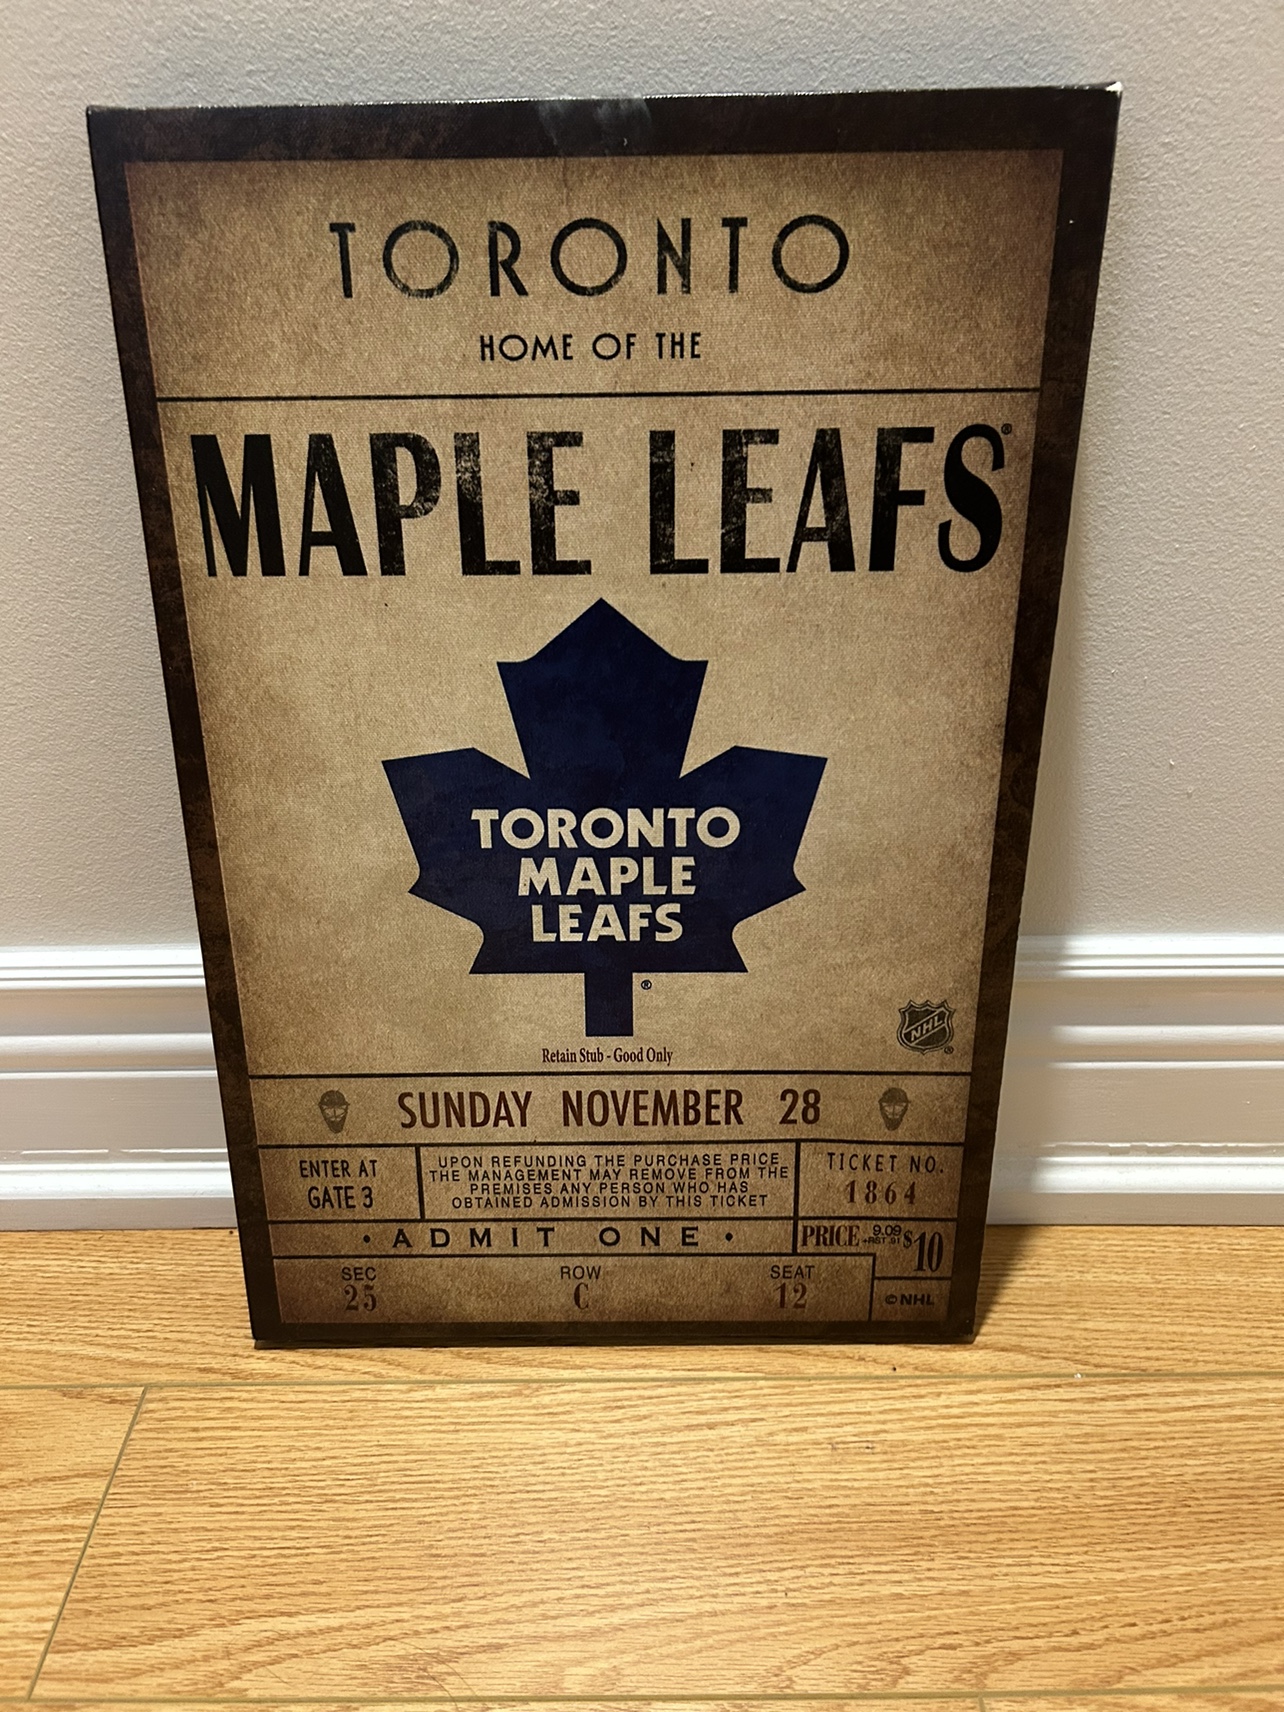 TORONTO
HOME OF THE
MAPLE LEAFS®
TORONTO
MAPLE
LEAFS
®
NHL
®
Retain Stub - Good Only
SUNDAY NOVEMBER 28
ENTER AT
GATE 3
UPON REFUNDING THE PURCHASE PRICE
THE MANAGEMENT MAY REMOVE FROM THE
PREMISES ANY PERSON WHO HAS
OBTAINED ADMISSION BY THIS TICKET
TICKET NO.
1864
• ADMIT ONE •
PRICE 9.09 +RST .91 $10
SEC
25
ROW
C
SEAT
12
©NHL